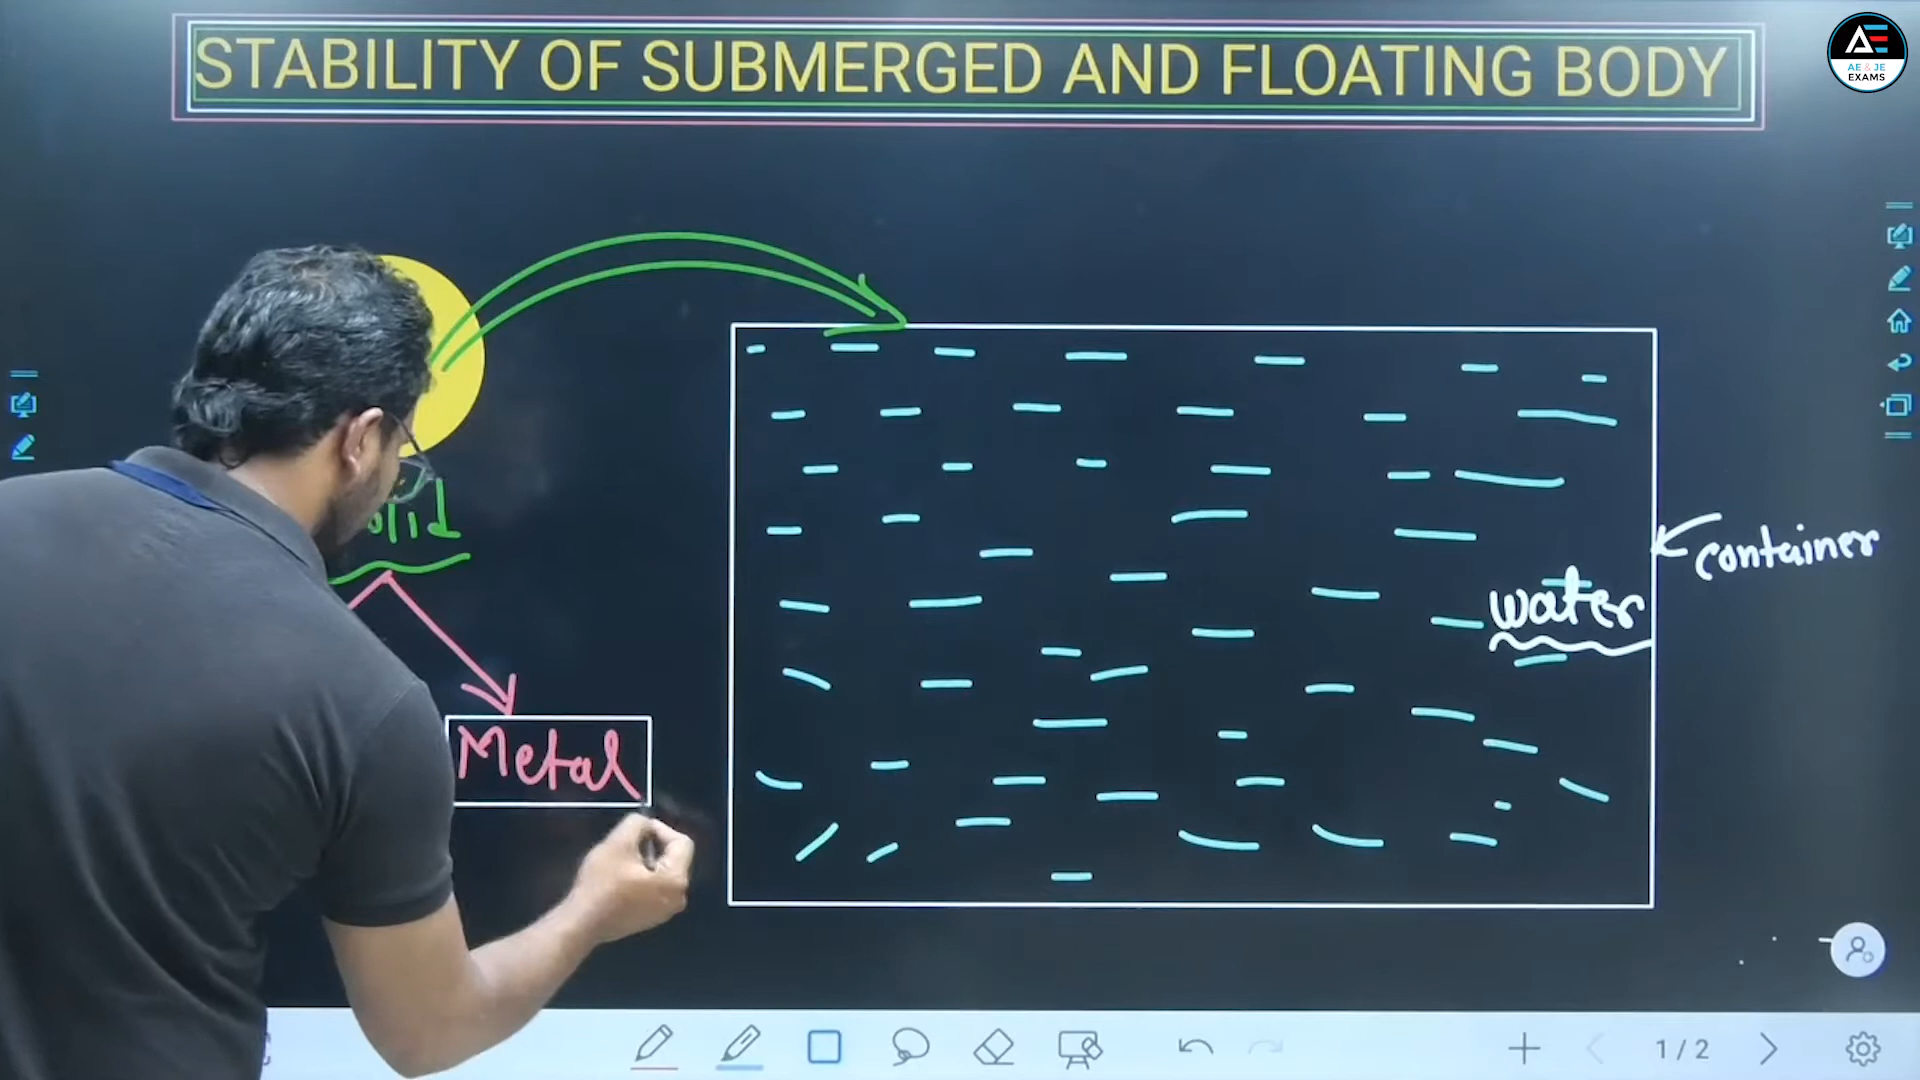 STABILITY OF SUBMERGED AND FLOATING BODY
AE & JE
EXAMS
container
water
Metal
1/2